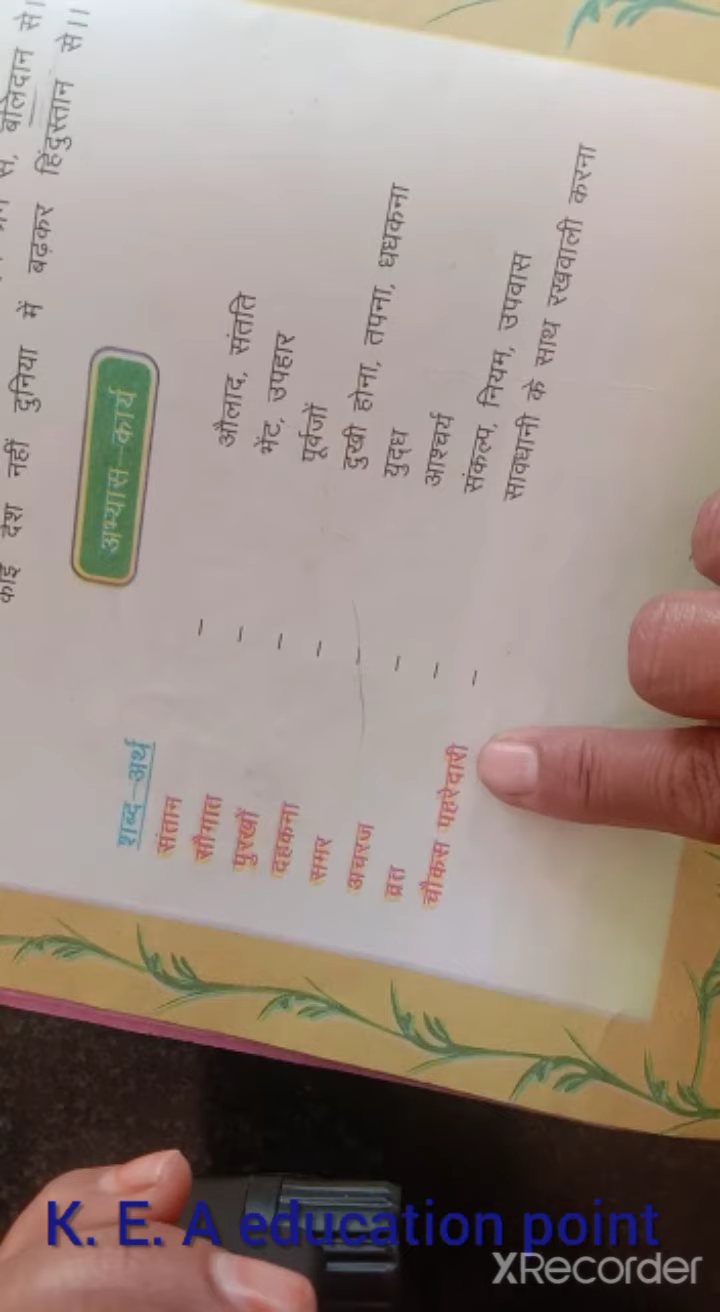 बलिदान से।
कोई देश नहीं दुनिया में बढ़कर हिंदुस्तान से।।
अभ्यास-कार्य
शब्द-अर्थ
संतान – औलाद, संतति
सौगात – भेंट, उपहार
पुरखों – पूर्वजों
दहकना – दुखी होना, तपना, धधकना
समर – युद्ध
अचरज – आश्चर्य
व्रत – संकल्प, नियम, उपवास
चौकस पहरेदारी – सावधानी के साथ रखवाली करना
K. E. A education point
XRecorder